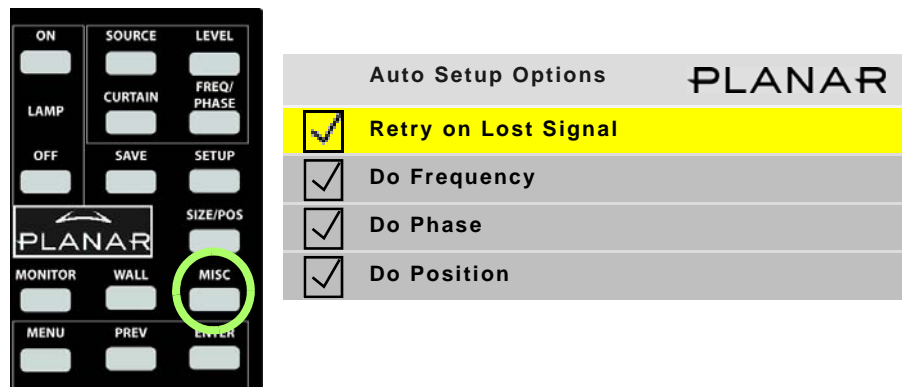 ON SOURCE LEVEL
LAMP CURTAIN FREQ/
PHASE
OFF SAVE SETUP
PLANAR SIZE/POS
MONITOR WALL MISC
MENU PREV ENTER
Auto Setup Options PLANAR
Retry on Lost Signal
Do Frequency
Do Phase
Do Position